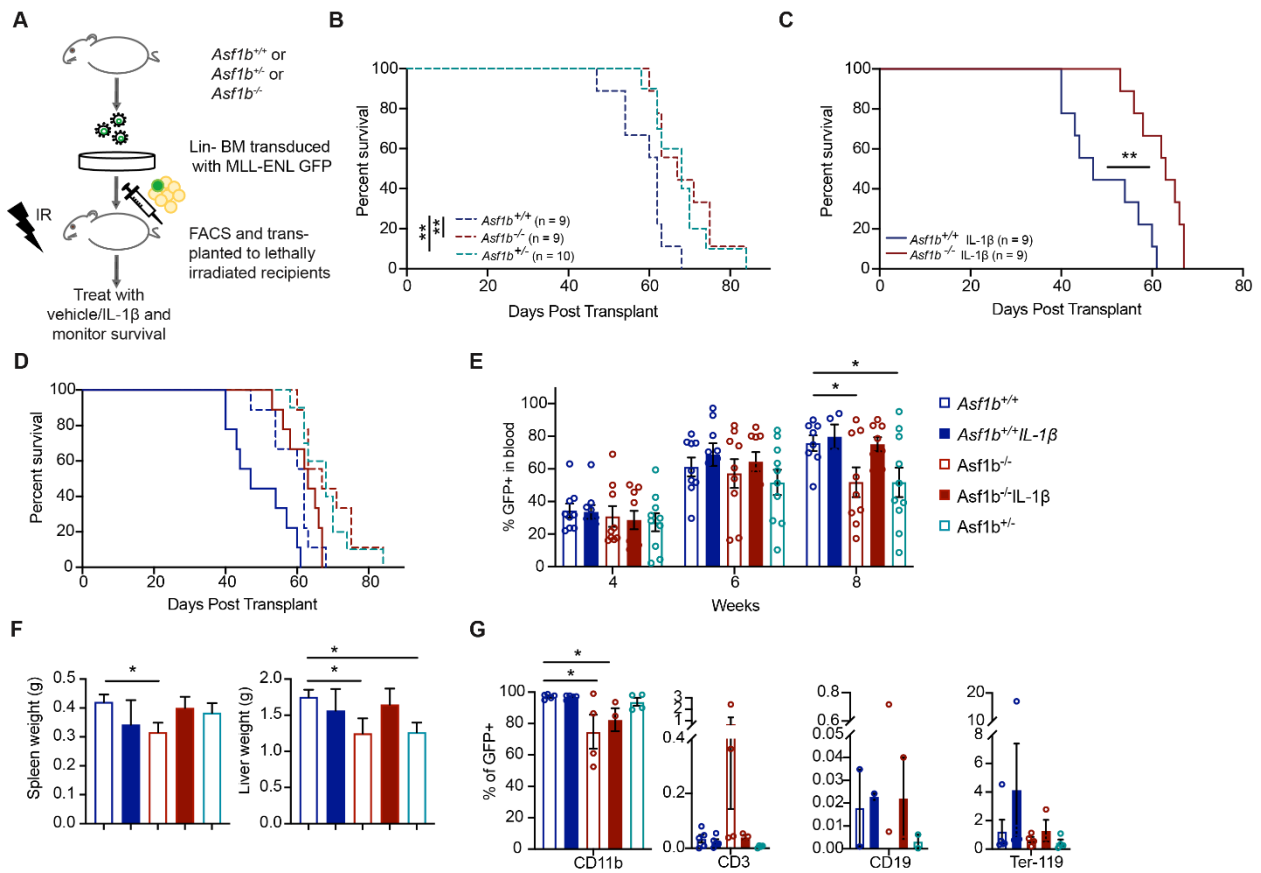 A
Asf1b+/+ or
Asf1b+/- or
Asf1b-/-
Lin- BM transduced
with MLL-ENL GFP
IR
FACS and trans-
planted to lethally
irradiated recipients
Treat with
vehicle/IL-1β and
monitor survival
B
Percent survival
100
80
60
40
20
0
**
**
Asf1b+/+ (n = 9)
Asf1b-/- (n = 9)
Asf1b+/- (n = 10)
0 20 40 60 80
Days Post Transplant
C
Percent survival
100
80
60
40
20
0
**
Asf1b+/+ IL-1β (n = 9)
Asf1b-/- IL-1β (n = 9)
0 20 40 60 80
Days Post Transplant
D
Percent survival
100
80
60
40
20
0
0 20 40 60 80
Days Post Transplant
E
% GFP+ in blood
100
80
60
40
20
0
*
*
4 6 8
Weeks
Asf1b+/+
Asf1b+/+IL-1β
Asf1b-/-
Asf1b-/-IL-1β
Asf1b+/-
F
Spleen weight (g)
0.5
0.4
0.3
0.2
0.1
0.0
*
Liver weight (g)
2.0
1.5
1.0
0.5
0.0
*
*
G
% of GFP+
100
80
60
40
20
0
*
*
CD11b
3
2
1
0.4
0.2
0.0
CD3
0.8
0.6
0.04
0.03
0.02
0.01
0.00
CD19
20
10
8
6
4
2
0
Ter-119